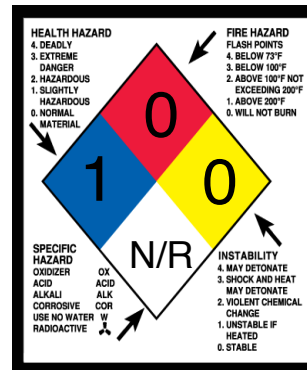 HEALTH HAZARD
4. DEADLY
3. EXTREME
DANGER
2. HAZARDOUS
1. SLIGHTLY
HAZARDOUS
0. NORMAL
MATERIAL
FIRE HAZARD
FLASH POINTS
4. BELOW 73°F
3. BELOW 100°F
2. ABOVE 100°F NOT
EXCEEDING 200°F
1. ABOVE 200°F
0. WILL NOT BURN
0
1
0
N/R
SPECIFIC
HAZARD
OXIDIZER OX
ACID ACID
ALKALI ALK
CORROSIVE COR
USE NO WATER W
RADIOACTIVE
INSTABILITY
4. MAY DETONATE
3. SHOCK AND HEAT
MAY DETONATE
2. VIOLENT CHEMICAL
CHANGE
1. UNSTABLE IF
HEATED
0. STABLE